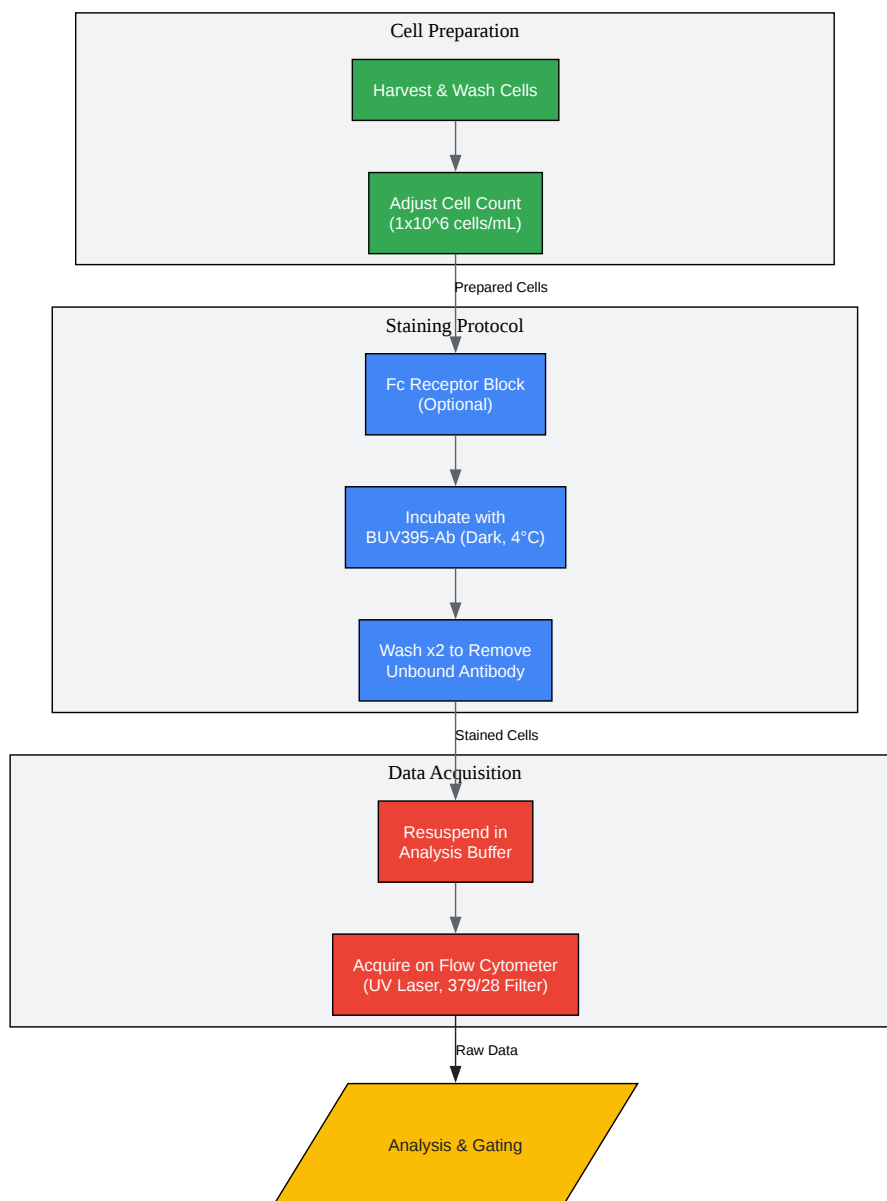 Cell Preparation
Harvest & Wash Cells
Adjust Cell Count
(1x10^6 cells/mL)
Prepared Cells
Staining Protocol
Fc Receptor Block
(Optional)
Incubate with
BUV395-Ab (Dark, 4°C)
Wash x2 to Remove
Unbound Antibody
Stained Cells
Data Acquisition
Resuspend in
Analysis Buffer
Acquire on Flow Cytometer
(UV Laser, 379/28 Filter)
Raw Data
Analysis & Gating